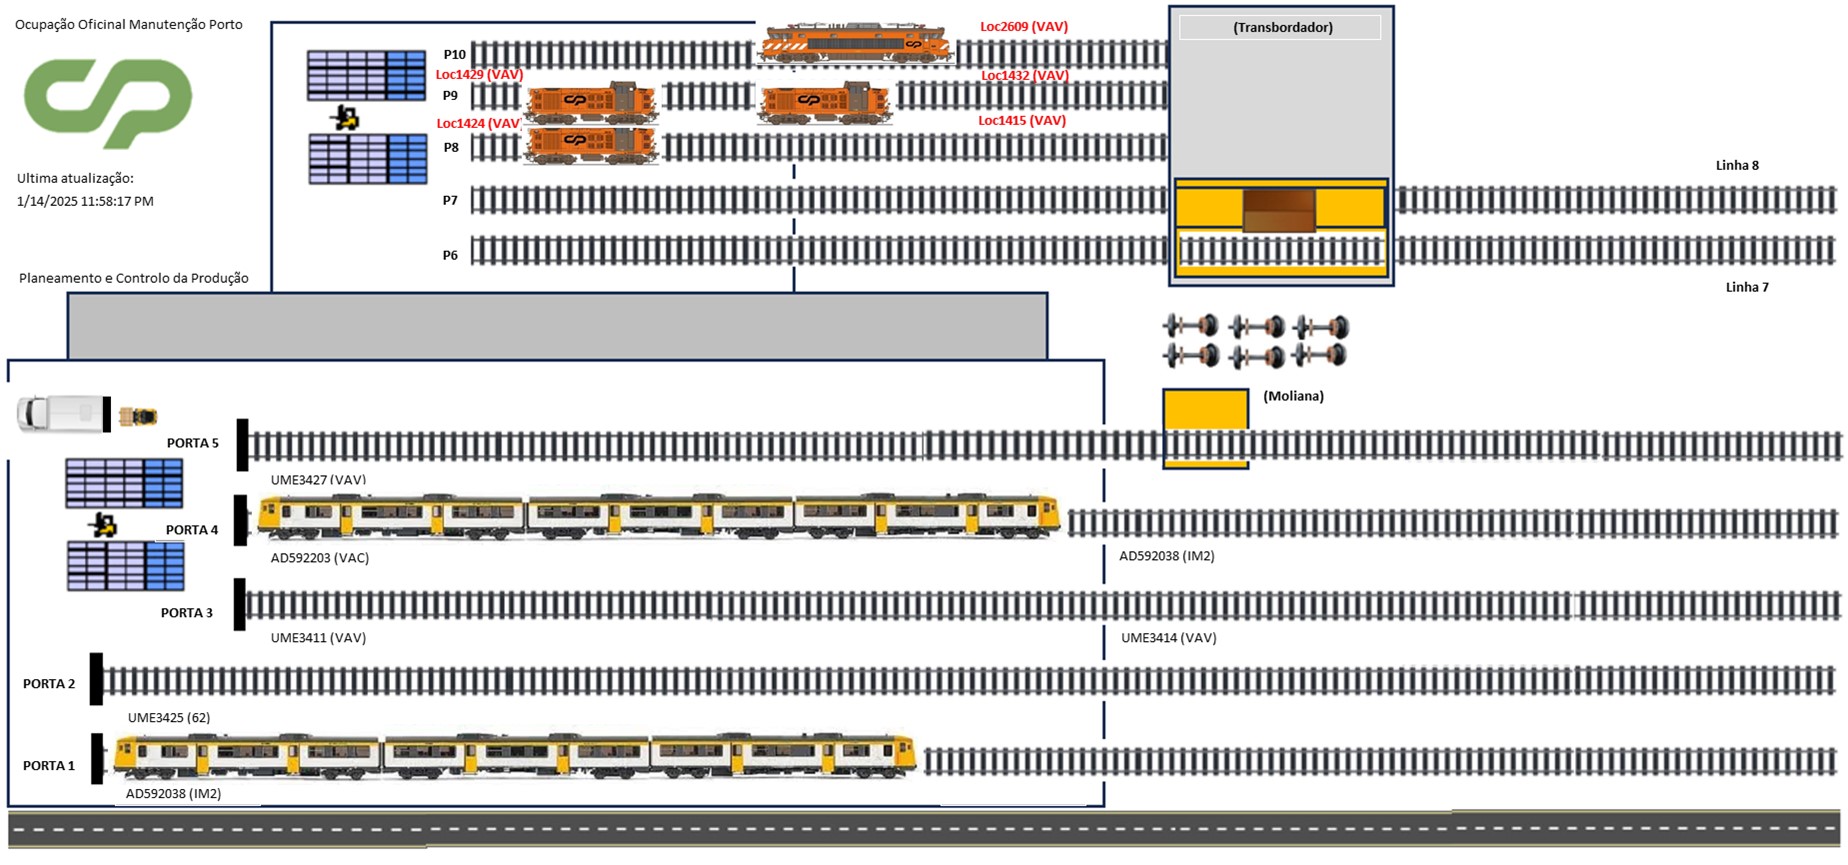 Ocupação Oficinal Manutenção Porto
CP
Ultima atualização:
1/14/2025 11:58:17 PM
Planeamento e Controlo da Produção
P10
Loc2609 (VAV)
(Transbordador)
Loc1429 (VAV)
Loc1432 (VAV)
P9
Loc1424 (VAV)
Loc1415 (VAV)
P8
Linha 8
P7
P6
Linha 7
(Moliana)
PORTA 5
UME3427 (VAV)
PORTA 4
AD592203 (VAC)
AD592038 (IM2)
PORTA 3
UME3411 (VAV)
UME3414 (VAV)
PORTA 2
UME3425 (62)
PORTA 1
AD592038 (IM2)